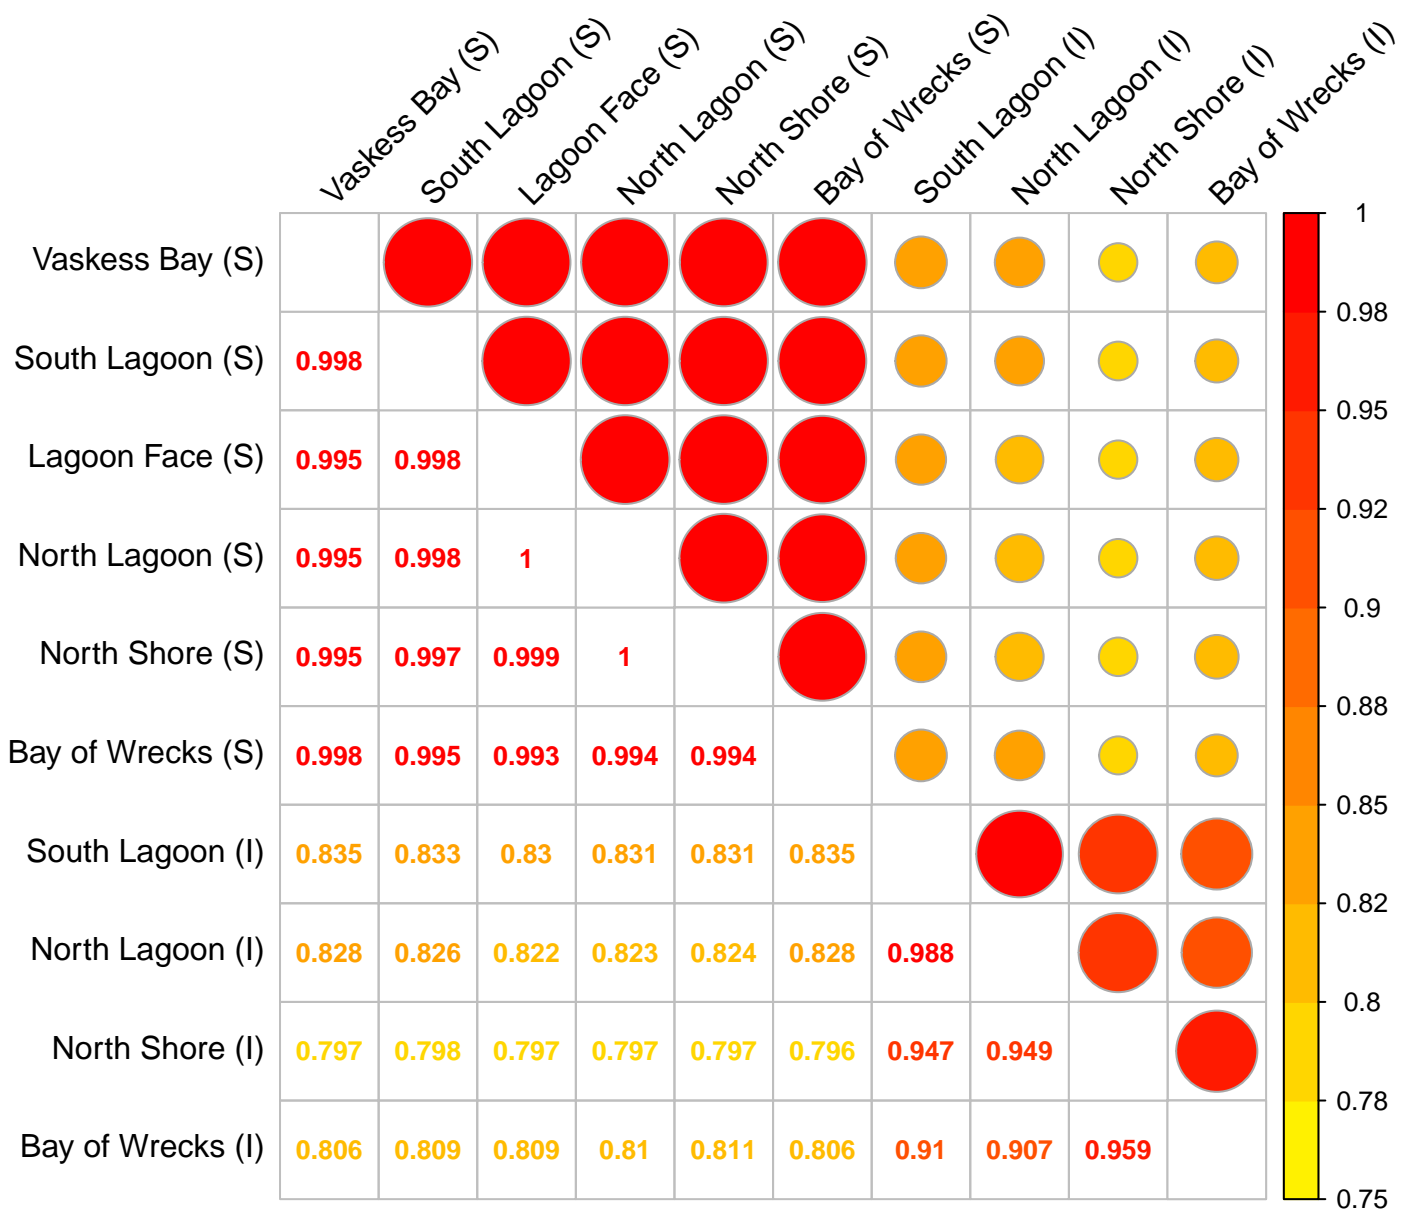 Vaskess Bay (S)
South Lagoon (S)
Lagoon Face (S)
North Lagoon (S)
North Shore (S)
Bay of Wrecks (S)
South Lagoon (I)
North Lagoon (I)
North Shore (I)
Bay of Wrecks (I)
Vaskess Bay (S)
South Lagoon (S) 0.998
Lagoon Face (S) 0.995 0.998
North Lagoon (S) 0.995 0.998 1
North Shore (S) 0.995 0.997 0.999 1
Bay of Wrecks (S) 0.998 0.995 0.993 0.994 0.994
South Lagoon (I) 0.835 0.833 0.83 0.831 0.831 0.835
North Lagoon (I) 0.828 0.826 0.822 0.823 0.824 0.828 0.988
North Shore (I) 0.797 0.798 0.797 0.797 0.797 0.796 0.947 0.949
Bay of Wrecks (I) 0.806 0.809 0.809 0.81 0.811 0.806 0.91 0.907 0.959
1
0.98
0.95
0.92
0.9
0.88
0.85
0.82
0.8
0.78
0.75